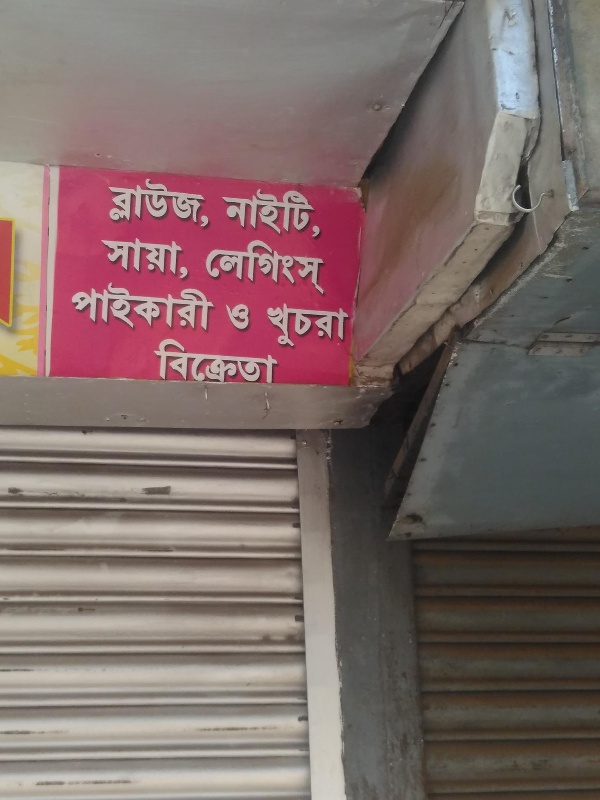 ব্লাউজ, নাইটি,
সায়া, লেগিংস্
পাইকারী ও খুচরা
বিক্রেতা